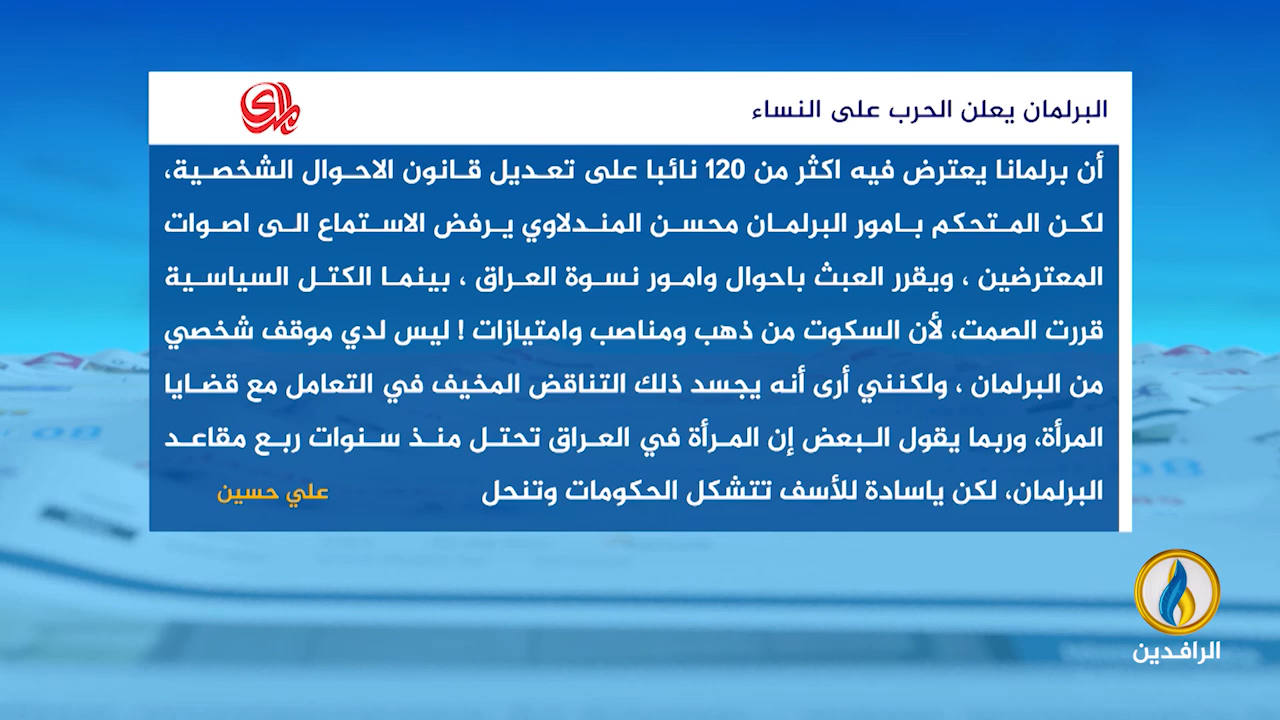 البرلمان يعلن الحرب على النساء
المدى
أن برلمانا يعترض فيه اكثر من 120 نائبا على تعديل قانون الاحوال الشخصية،
لكن المتحكم بامور البرلمان محسن المندلاوي يرفض الاستماع الى اصوات
المعترضين ، ويقرر العبث باحوال وامور نسوة العراق ، بينما الكتل السياسية
قررت الصمت، لأن السكوت من ذهب ومناصب وامتيازات ! ليس لدي موقف شخصي
من البرلمان ، ولكنني أرى أنه يجسد ذلك التناقض المخيف في التعامل مع قضايا
المرأة، وربما يقول البعض إن المرأة في العراق تحتل منذ سنوات ربع مقاعد
البرلمان، لكن ياسادة للأسف تتشكل الحكومات وتنحل
علي حسين
الرافدين
08
08